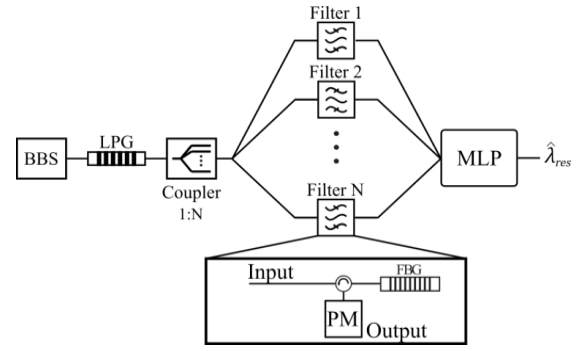 Filter 1
Filter 2
LPG
BBS
Coupler
1:N
Filter N
MLP
λ̂res
Input
FBG
PM
Output